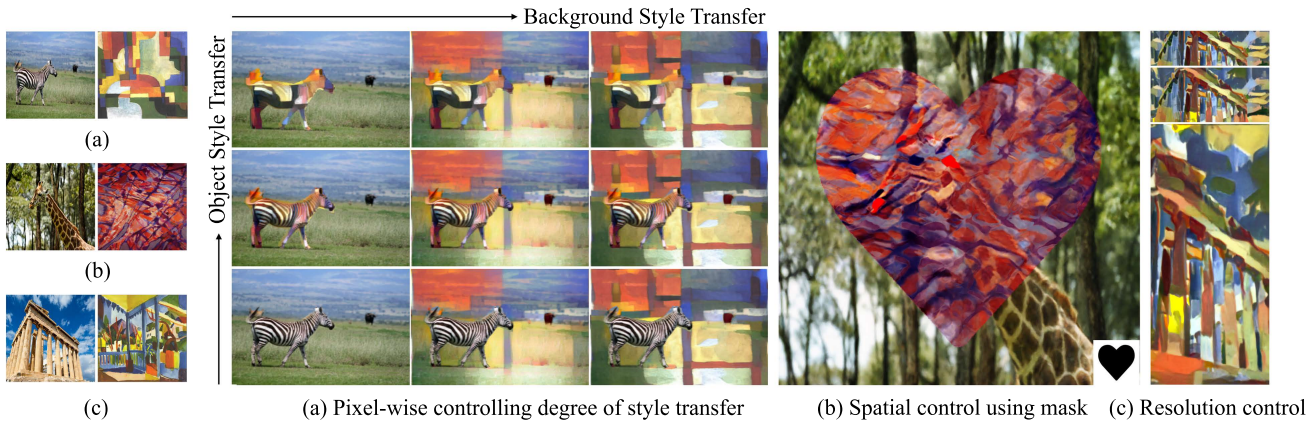 Background Style Transfer
Object Style Transfer
(a)
(b)
(c)
(a) Pixel-wise controlling degree of style transfer
(b) Spatial control using mask
(c) Resolution control